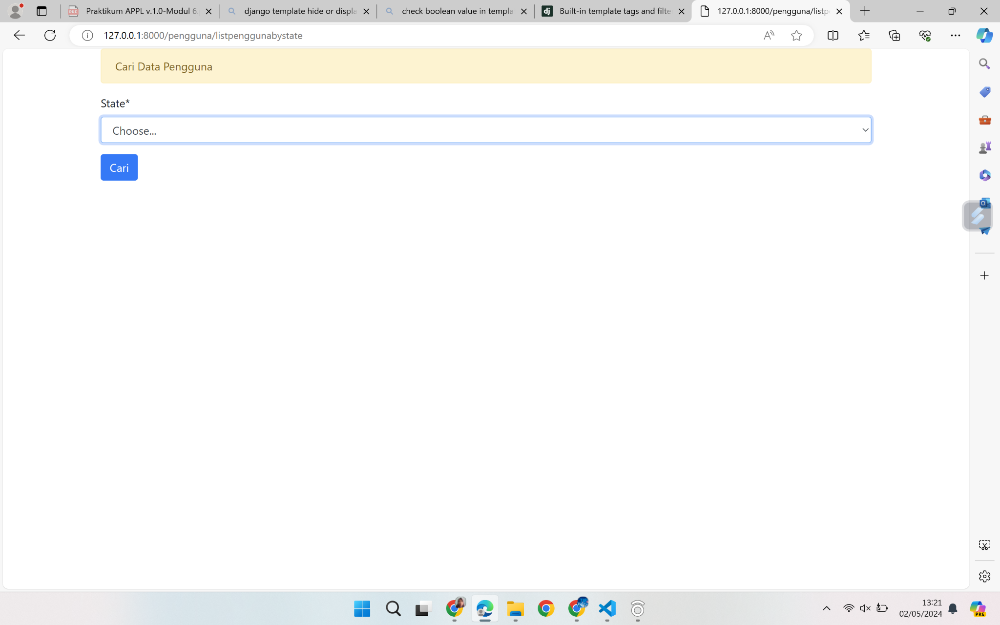 Praktikum APPL v.1.0-Modul 6.
django template hide or displa
check boolean value in templa
Built-in template tags and filte
127.0.0.1:8000/pengguna/listp
127.0.0.1:8000/pengguna/listpenggunabystate
Cari Data Pengguna
State*
Choose...
Cari
13:21
02/05/2024
PRE